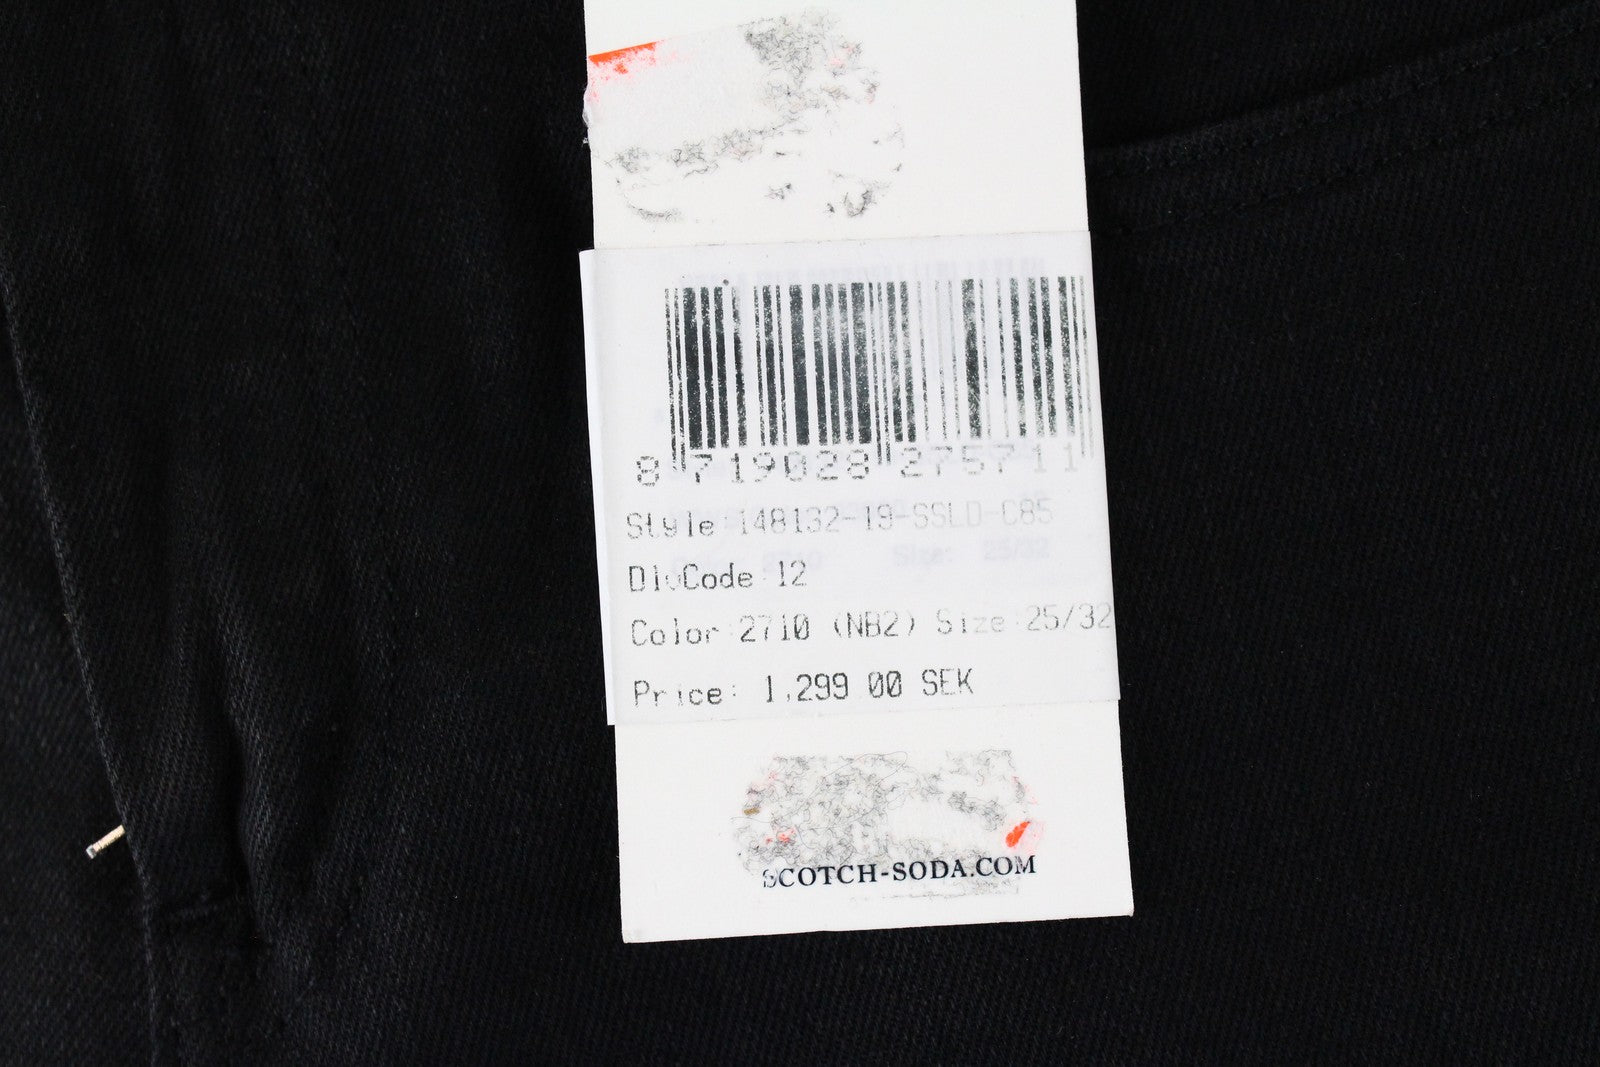 8 719028 275711
Style:148132-19-SSLD-C85
DlvCode:12
Color:2710 (NB2) Size:25/32
Price: 1,299.00 SEK
SCOTCH-SODA.COM